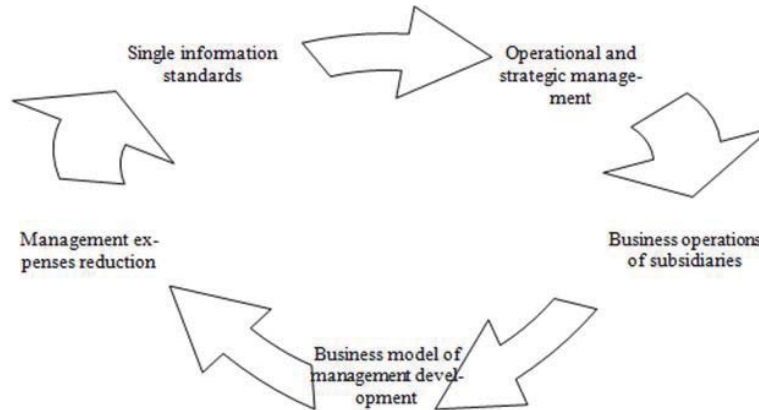 Single information
standards
Operational and
strategic manage-
ment
Business operations
of subsidiaries
Business model of
management devel-
opment
Management ex-
penses reduction